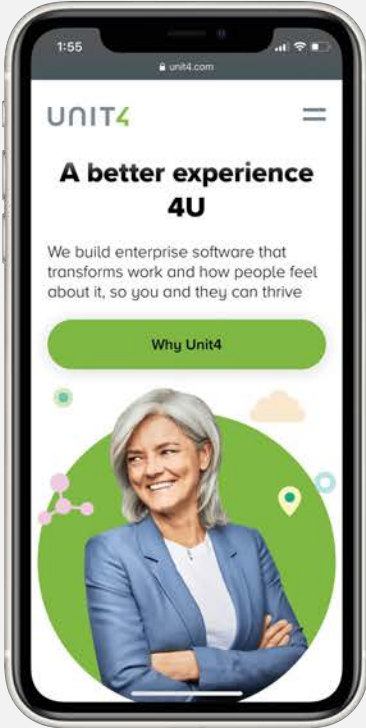 1:55
unit4.com
UNIT4
A better experience
4U
We build enterprise software that
transforms work and how people feel
about it, so you and they can thrive
Why Unit4